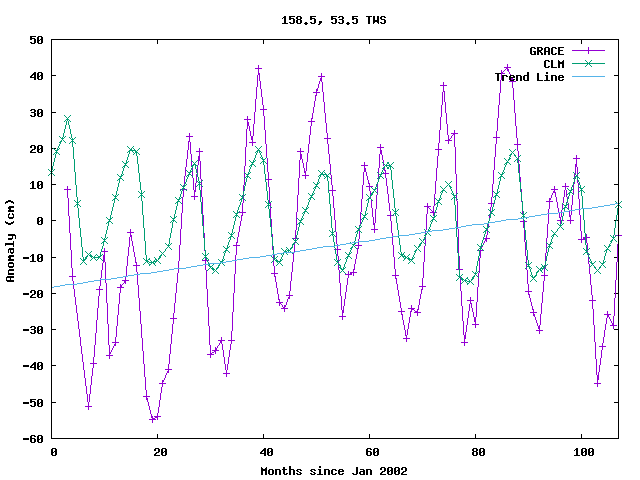 158.5, 53.5 TWS
GRACE
CLM
Trend Line
50
40
30
20
10
0
-10
-20
-30
-40
-50
-60
Anomaly (cm)
0 20 40 60 80 100
Months since Jan 2002